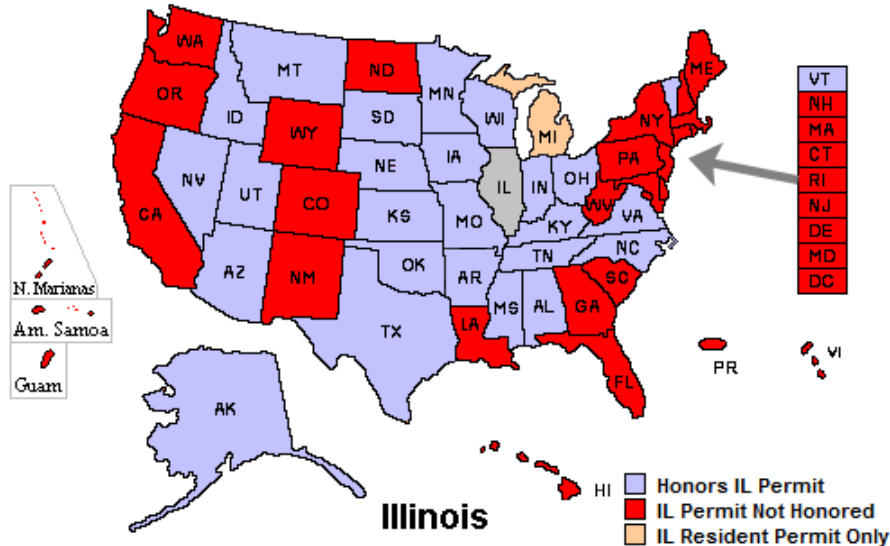 WA
MT
ND
MN
VT
ME
NH
OR
ID
SD
WI
NY
MA
WY
MI
CT
PA
RI
NE
IA
NJ
NV
UT
IL
IN
OH
DE
CA
CO
KS
MO
WV
VA
MD
KY
DC
AZ
NM
OK
AR
TN
NC
N. Marianas
MS
AL
GA
SC
Am. Samoa
TX
LA
VI
PR
Guam
FL
AK
HI
Honors IL Permit
IL Permit Not Honored
IL Resident Permit Only
Illinois